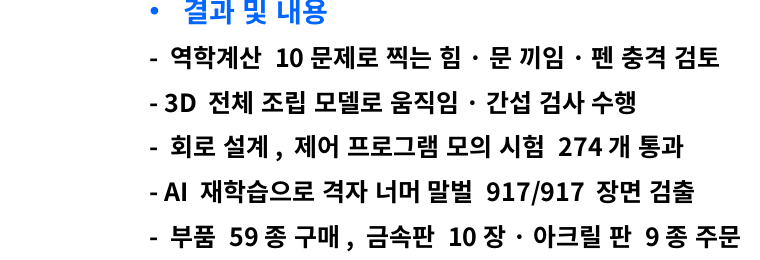 • 결과 및 내용
- 역학계산 10 문제로 찍는 힘 · 문 끼임 · 펜 충격 검토
- 3D 전체 조립 모델로 움직임 · 간섭 검사 수행
- 회로 설계 , 제어 프로그램 모의 시험 274 개 통과
- AI 재학습으로 격자 너머 말벌 917/917 장면 검출
- 부품 59 종 구매 , 금속판 10 장 · 아크릴 판 9 종 주문